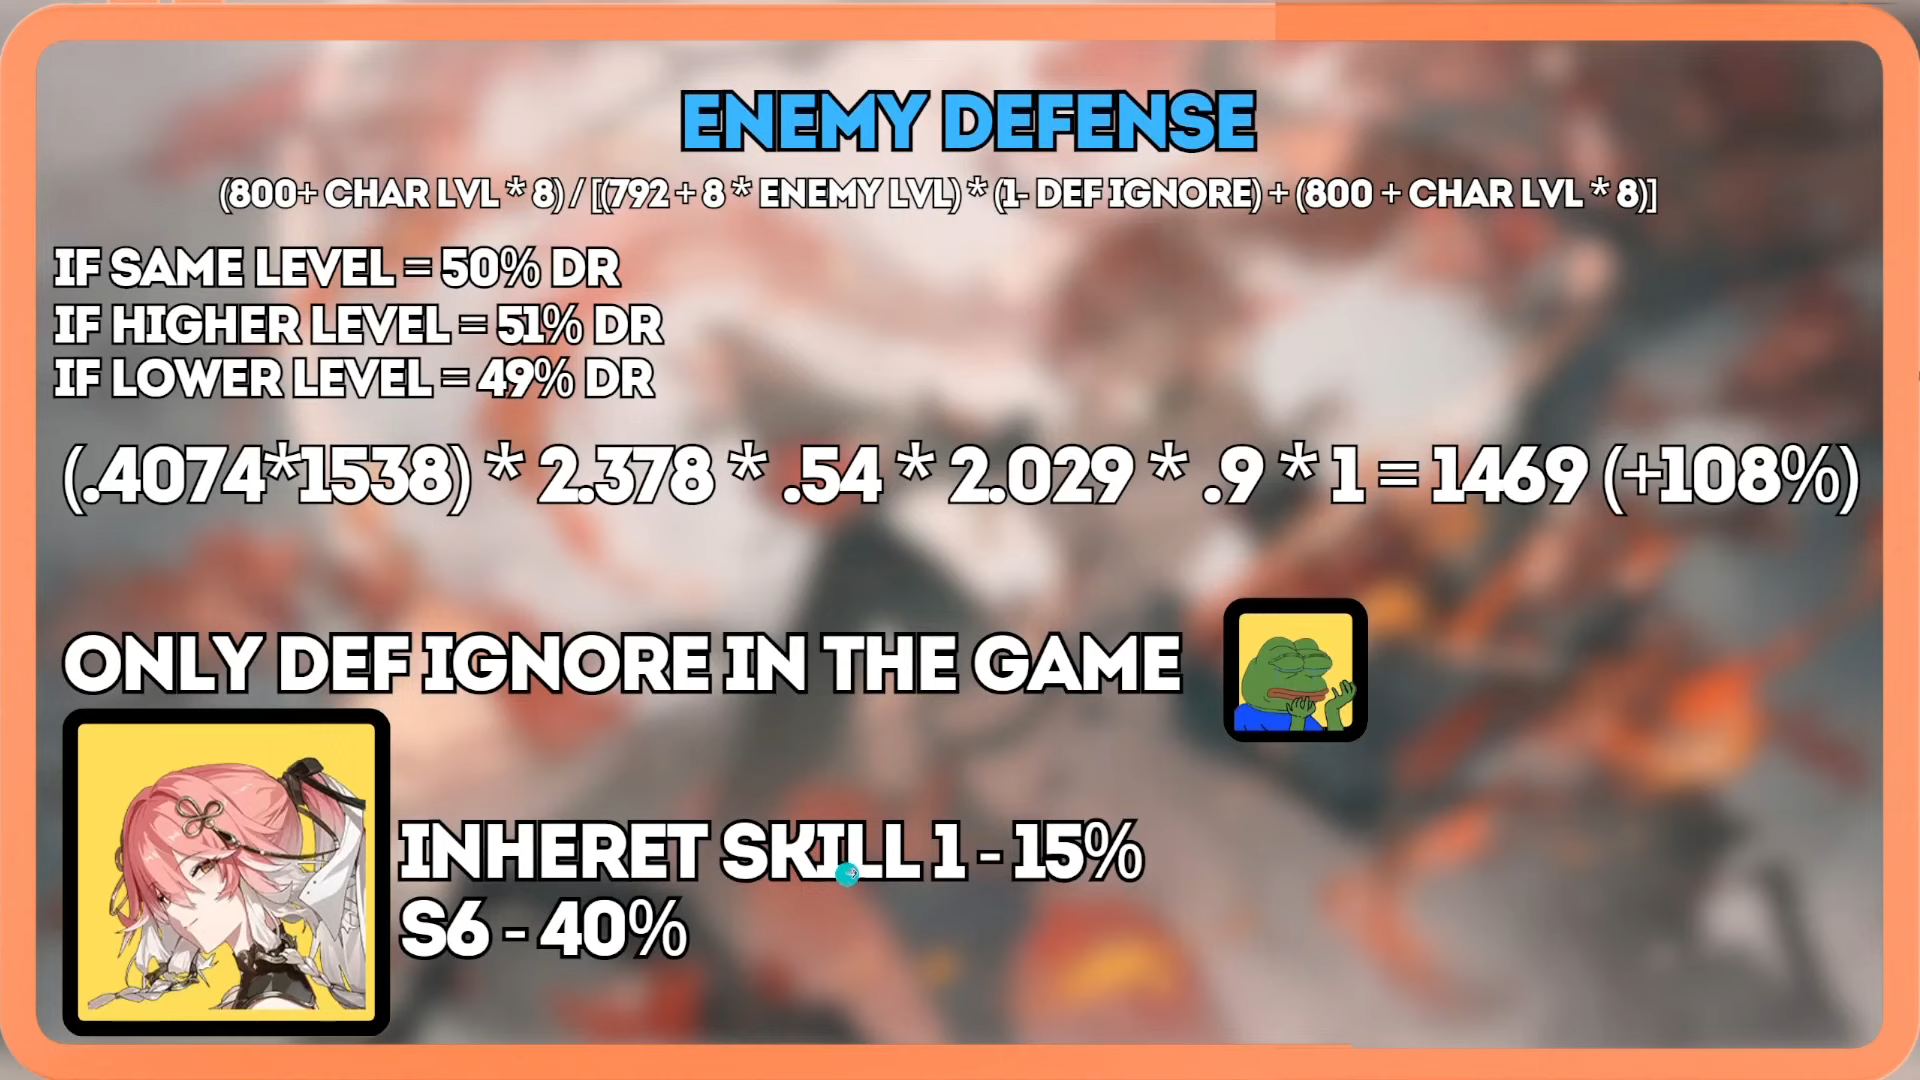 ENEMY DEFENSE
(800+ CHAR LVL * 8) / [(792 + 8 * ENEMY LVL) * (1- DEF IGNORE) + (800 + CHAR LVL * 8)]
IF SAME LEVEL = 50% DR
IF HIGHER LEVEL = 51% DR
IF LOWER LEVEL = 49% DR
(.4074*1538) * 2.378 * .54 * 2.029 * .9 * 1 = 1469 (+108%)
ONLY DEF IGNORE IN THE GAME
INHERET SKILL 1 - 15%
S6 - 40%